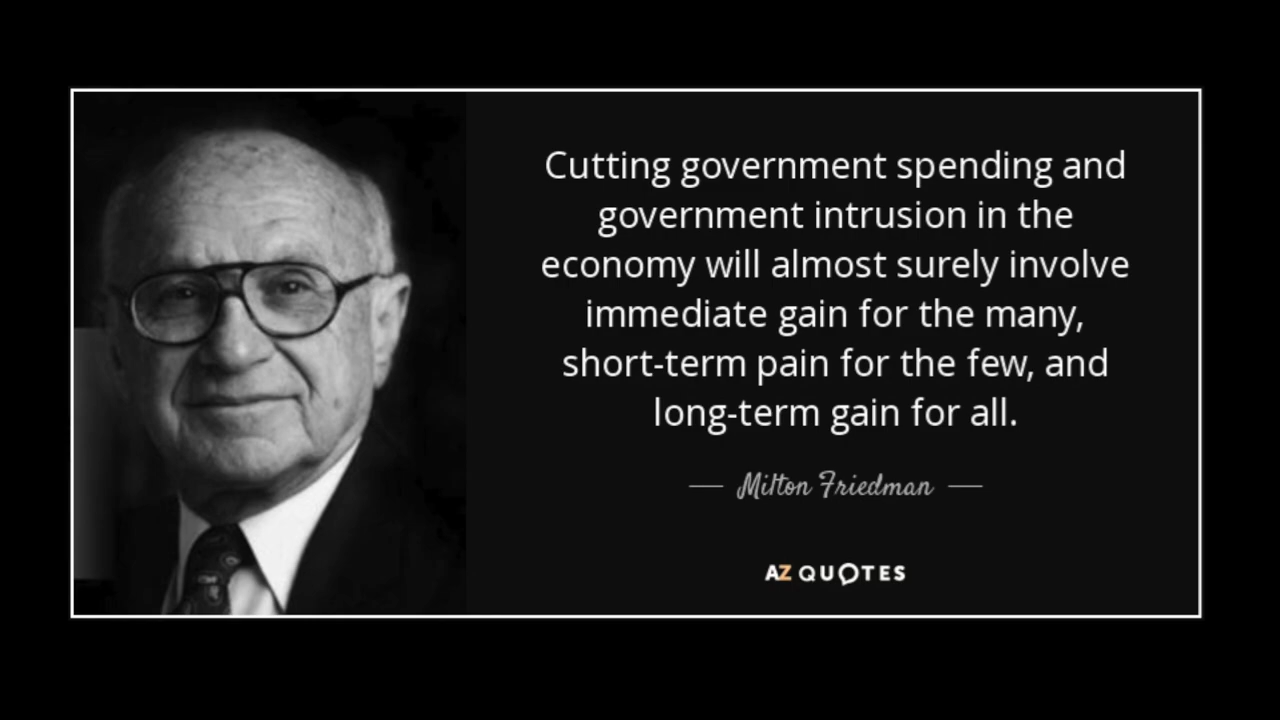 Cutting government spending and
government intrusion in the
economy will almost surely involve
immediate gain for the many,
short-term pain for the few, and
long-term gain for all.
Milton Friedman
AZ QUOTES